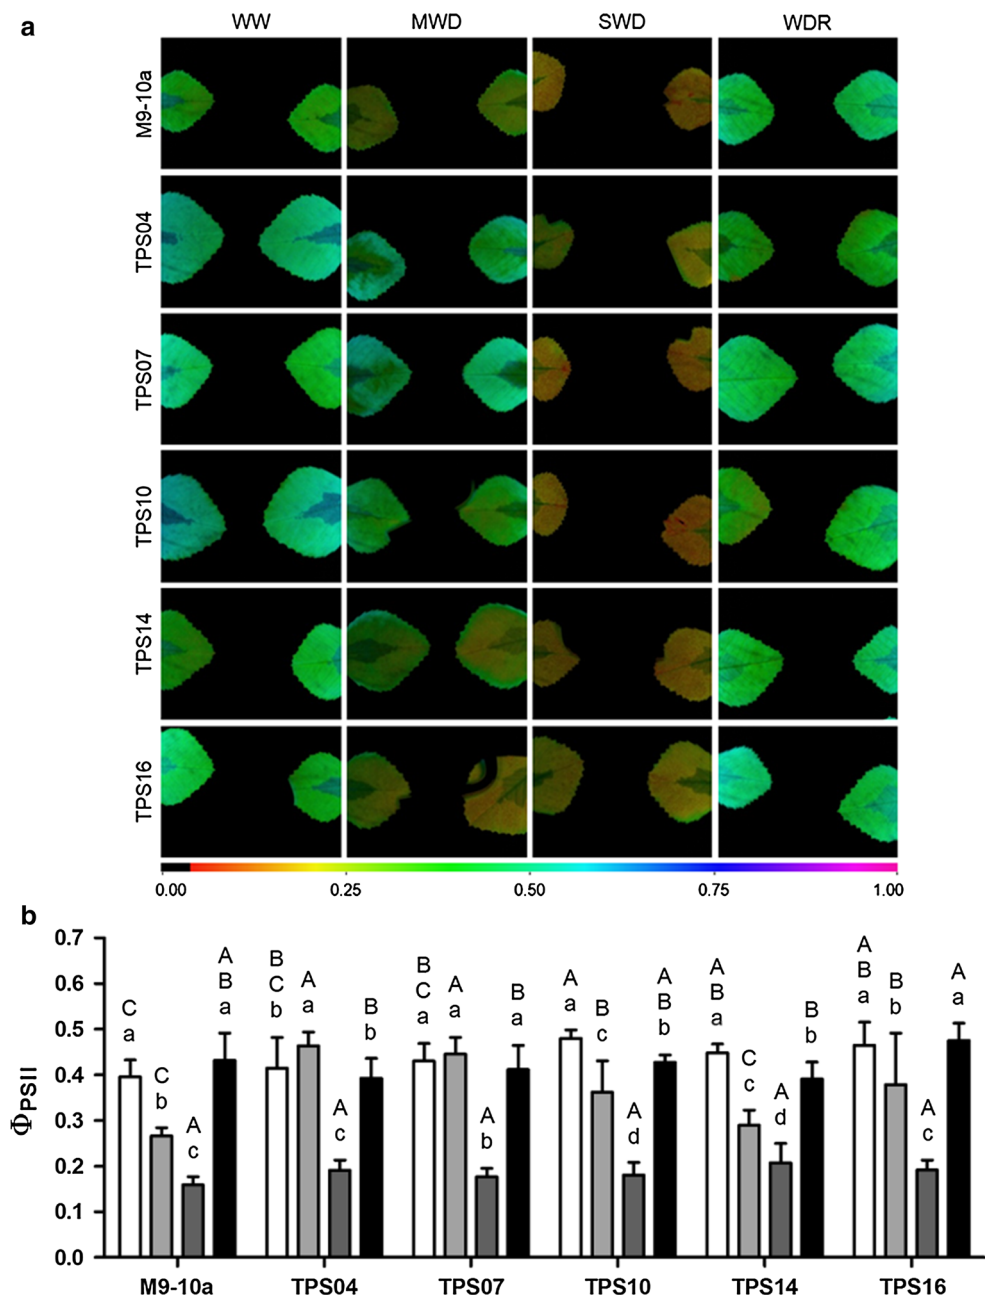 a
WW MWD SWD WDR
M9-10a
TPS04
TPS07
TPS10
TPS14
TPS16
0.00 0.25 0.50 0.75 1.00
b
ΦPSII
0.7
0.6
0.5
0.4
0.3
0.2
0.1
0.0
C a
C b
A c
A B a
B C b
A a
A c
B b
B C a
A a
A b
B a
A a
B c
A d
A B b
A B a
C c
A d
B b
A B a
B b
A c
A a
M9-10a TPS04 TPS07 TPS10 TPS14 TPS16